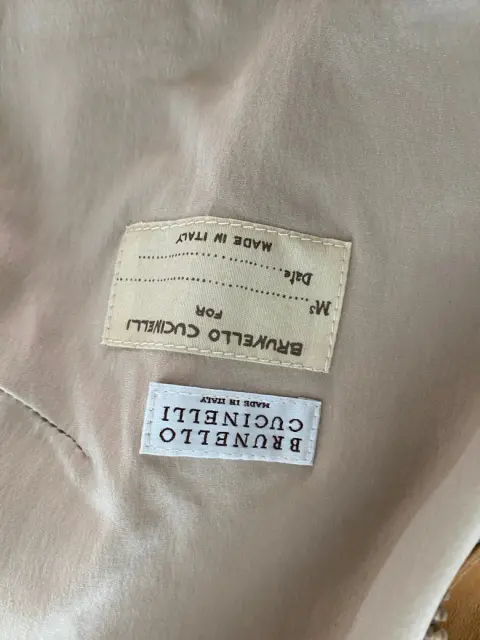 BRUNELLO CUCINELLI
FOR
Mˢ....................................
Date......................
MADE IN ITALY
BRUNELLO
CUCINELLI
MADE IN ITALY